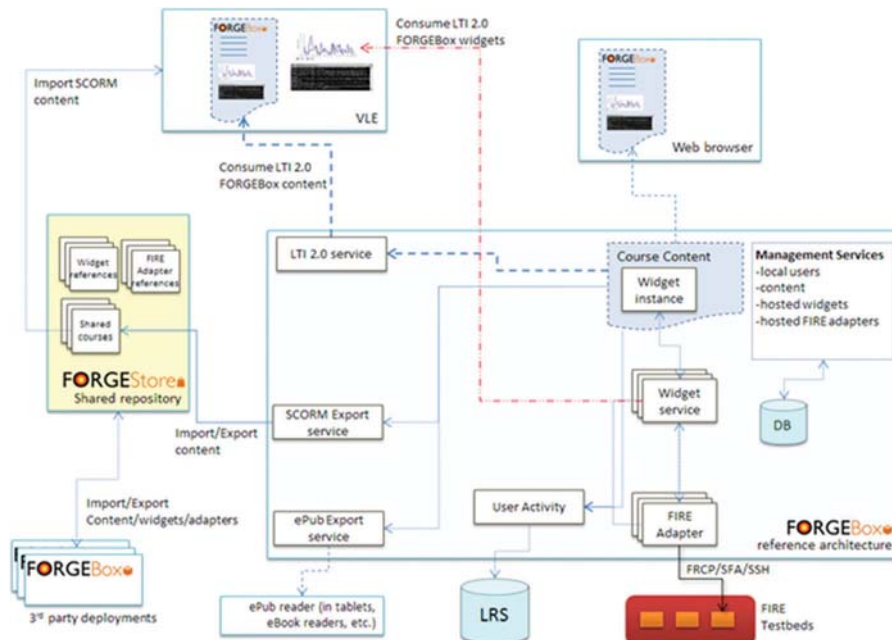 FORGEBox
Consume LTI 2.0
FORGEBox widgets
FORGEBox
Import SCORM
content
VLE
Web browser
Consume LTI 2.0
FORGEBox content
Widget
references
FIRE
Adapter
references
Shared
courses
FORGEStore
Shared repository
LTI 2.0 service
Course Content
Widget
instance
Management Services
-local users
-content
-hosted widgets
-hosted FIRE adapters
SCORM Export
service
Widget
service
DB
Import/Export
content
Import/Export
Content/widgets/adapters
ePub Export
service
User Activity
FIRE
Adapter
FORGEBox
reference architecture
F
F
FORGEBox
3rd party deployments
FRCP/SFA/SSH
ePub reader (in tablets,
eBook readers, etc.)
LRS
FIRE
Testbeds